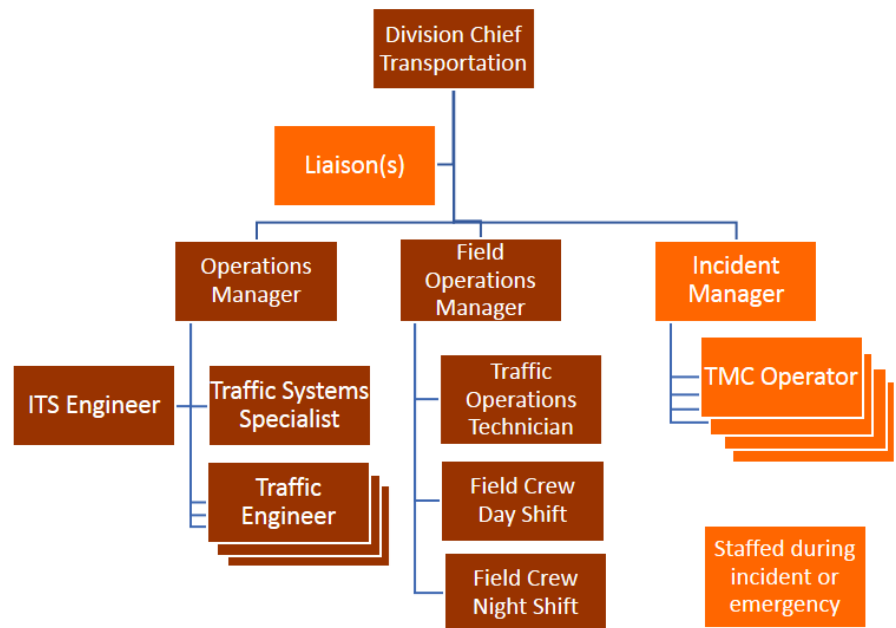 Division Chief
Transportation
Liaison(s)
Operations
Manager
Field
Operations
Manager
Incident
Manager
ITS Engineer
Traffic Systems
Specialist
Traffic
Operations
Technician
TMC Operator
Traffic
Engineer
Field Crew
Day Shift
Field Crew
Night Shift
Staffed during
incident or
emergency